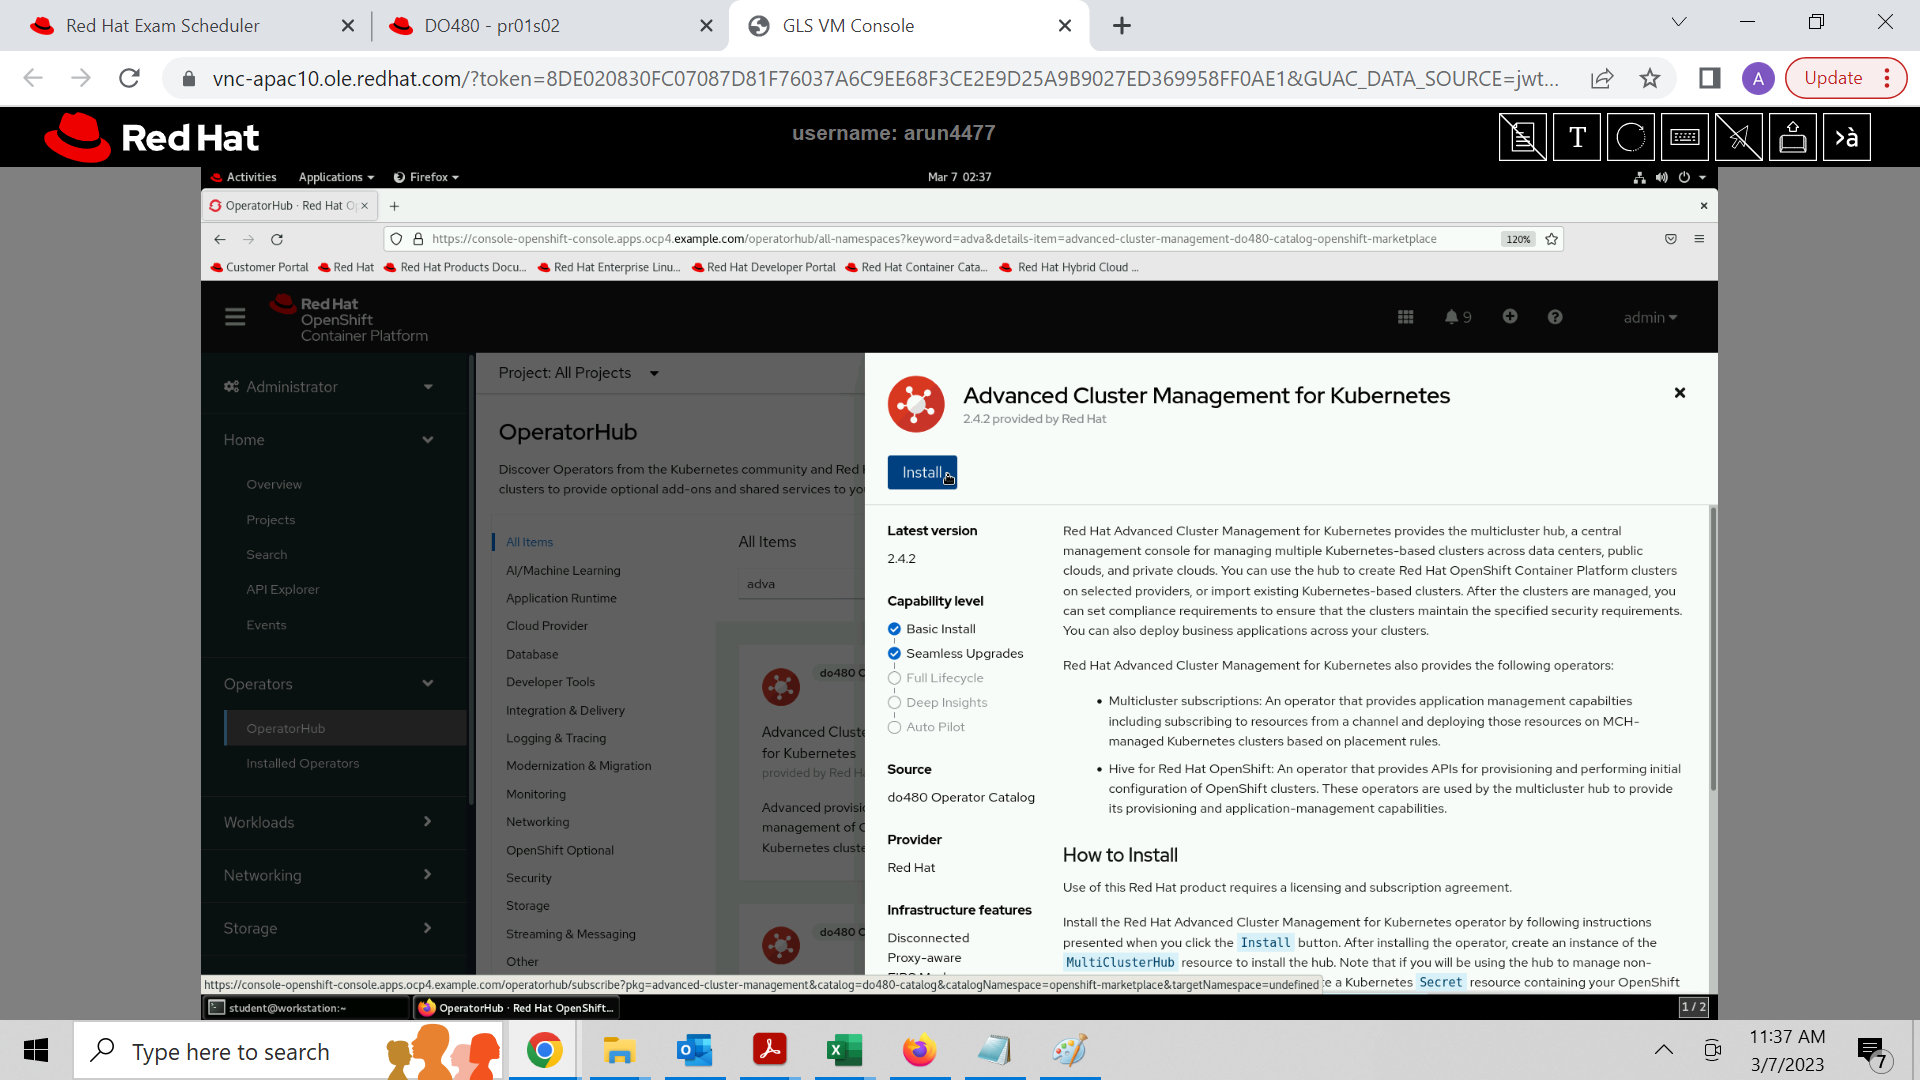 Red Hat Exam Scheduler
DO480 - pr01s02
GLS VM Console
vnc-apac10.ole.redhat.com/?token=8DE020830FC07087D81F76037A6C9EE68F3CE2E9D25A9B9027ED369958FF0AE1&GUAC_DATA_SOURCE=jwt...
A
Update
Red Hat
username: arun4477
T
›à
Activities
Applications
Firefox
Mar 7 02:37
OperatorHub · Red Hat O
https://console-openshift-console.apps.ocp4.example.com/operatorhub/all-namespaces?keyword=adva&details-item=advanced-cluster-management-do480-catalog-openshift-marketplace
120%
Customer Portal
Red Hat
Red Hat Products Docu...
Red Hat Enterprise Linu...
Red Hat Developer Portal
Red Hat Container Cata...
Red Hat Hybrid Cloud ...
Red Hat
OpenShift
Container Platform
9
admin
Administrator
Home
Overview
Projects
Search
API Explorer
Events
Operators
OperatorHub
Installed Operators
Workloads
Networking
Storage
Project: All Projects
OperatorHub
Discover Operators from the Kubernetes community and Red
clusters to provide optional add-ons and shared services to yo
All Items
AI/Machine Learning
Application Runtime
Cloud Provider
Database
Developer Tools
Integration & Delivery
Logging & Tracing
Modernization & Migration
Monitoring
Networking
OpenShift Optional
Security
Storage
Streaming & Messaging
Other
All Items
adva
do480 O
Advanced Cluste
for Kubernetes
provided by Red H
Advanced provisi
management of O
Kubernetes cluste
do480 O
Advanced Cluster Management for Kubernetes
2.4.2 provided by Red Hat
Install
Latest version
2.4.2
Capability level
Basic Install
Seamless Upgrades
Full Lifecycle
Deep Insights
Auto Pilot
Source
do480 Operator Catalog
Provider
Red Hat
Infrastructure features
Disconnected
Proxy-aware
Red Hat Advanced Cluster Management for Kubernetes provides the multicluster hub, a central
management console for managing multiple Kubernetes-based clusters across data centers, public
clouds, and private clouds. You can use the hub to create Red Hat OpenShift Container Platform clusters
on selected providers, or import existing Kubernetes-based clusters. After the clusters are managed, you
can set compliance requirements to ensure that the clusters maintain the specified security requirements.
You can also deploy business applications across your clusters.
Red Hat Advanced Cluster Management for Kubernetes also provides the following operators:
• Multicluster subscriptions: An operator that provides application management capabilties
including subscribing to resources from a channel and deploying those resources on MCH-
managed Kubernetes clusters based on placement rules.
• Hive for Red Hat OpenShift: An operator that provides APIs for provisioning and performing initial
configuration of OpenShift clusters. These operators are used by the multicluster hub to provide
its provisioning and application-management capabilities.
How to Install
Use of this Red Hat product requires a licensing and subscription agreement.
Install the Red Hat Advanced Cluster Management for Kubernetes operator by following instructions
presented when you click the Install button. After installing the operator, create an instance of the
MultiClusterHub resource to install the hub. Note that if you will be using the hub to manage non-
te a Kubernetes Secret resource containing your OpenShift
https://console-openshift-console.apps.ocp4.example.com/operatorhub/subscribe?pkg=advanced-cluster-management&catalog=do480-catalog&catalogNamespace=openshift-marketplace&targetNamespace=undefined
student@workstation:~
OperatorHub · Red Hat OpenShift...
1 / 2
Type here to search
11:37 AM
3/7/2023
7